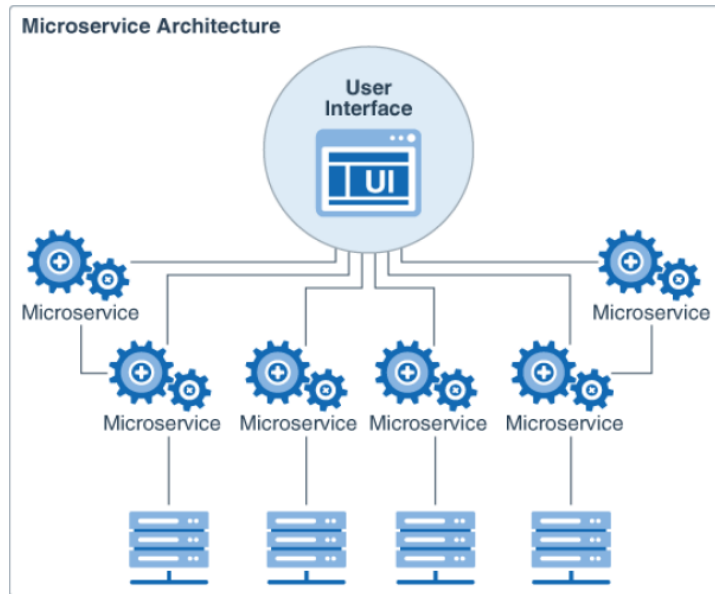 Microservice Architecture
User
Interface
UI
Microservice
Microservice
Microservice
Microservice
Microservice
Microservice